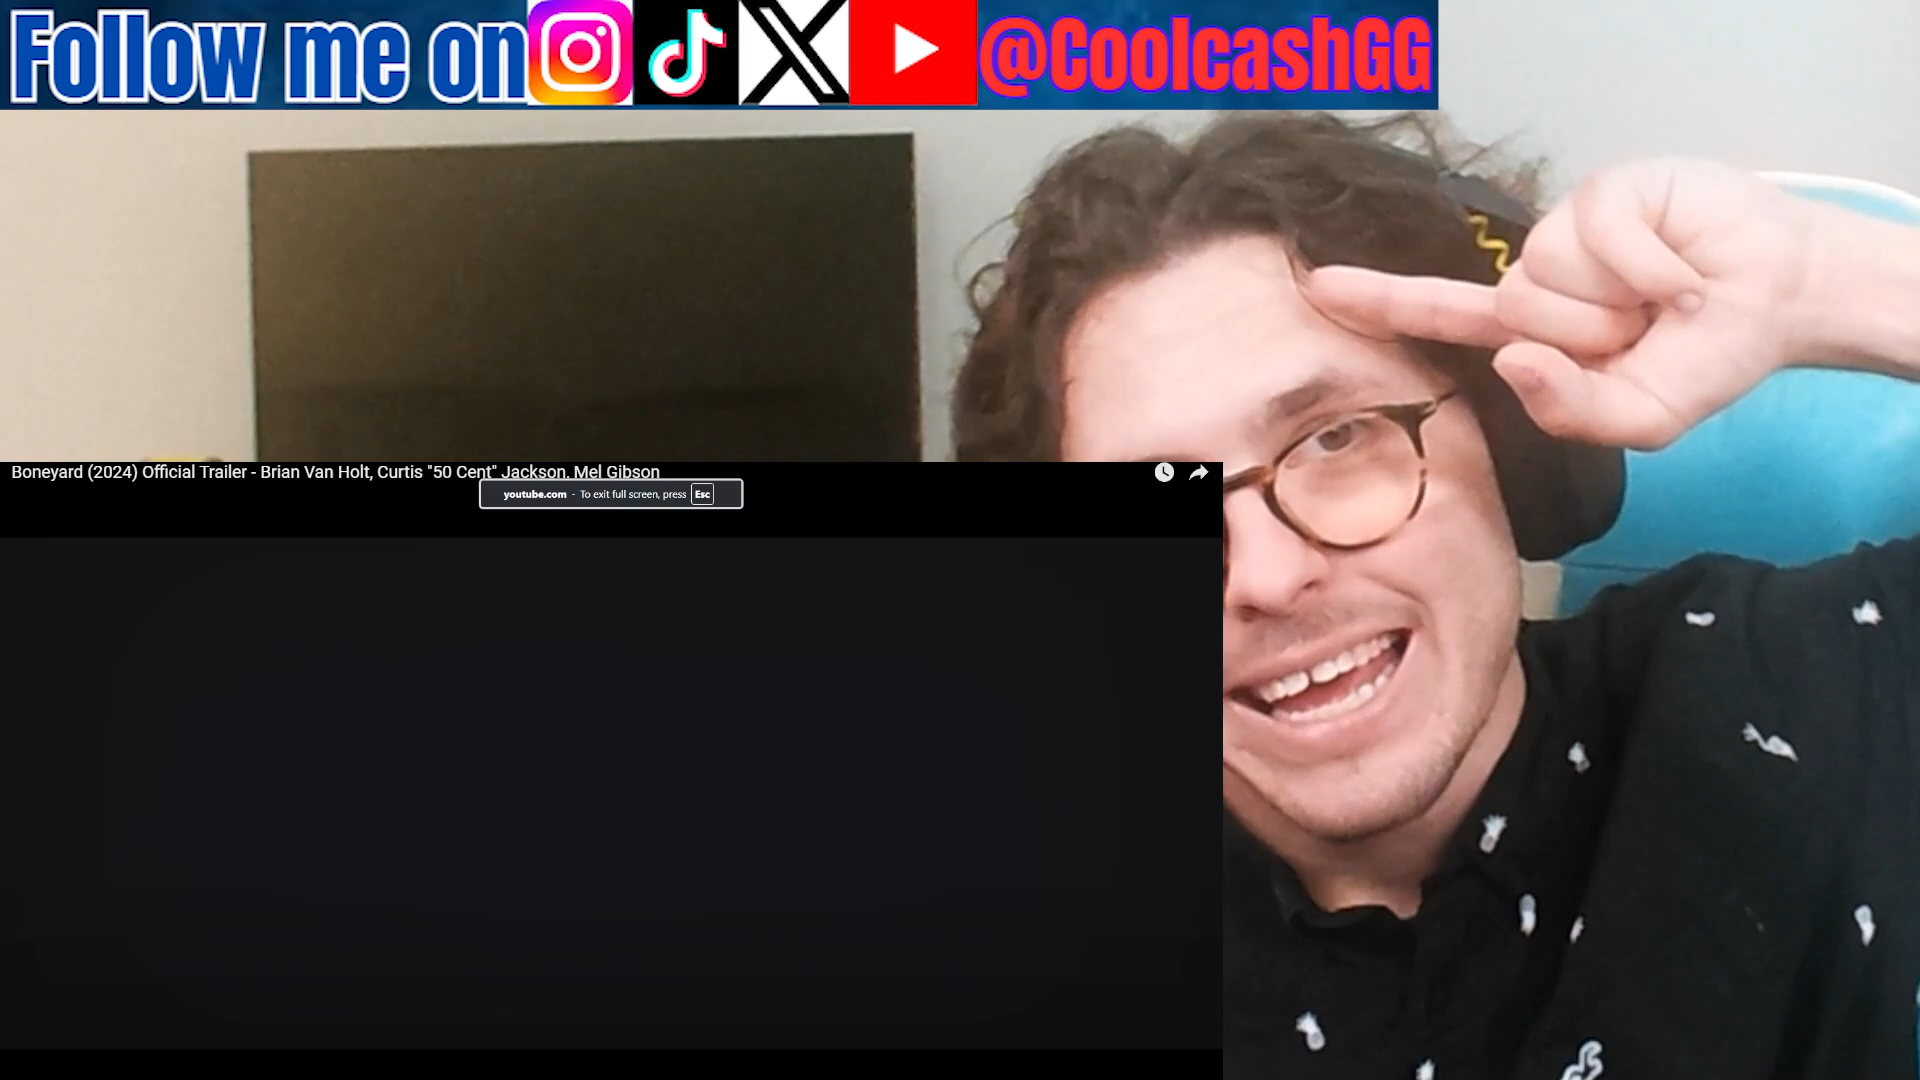 Follow me on @CoolcashGG
Boneyard (2024) Official Trailer - Brian Van Holt, Curtis "50 Cent" Jackson, Mel Gibson
youtube.com - To exit full screen, press Esc